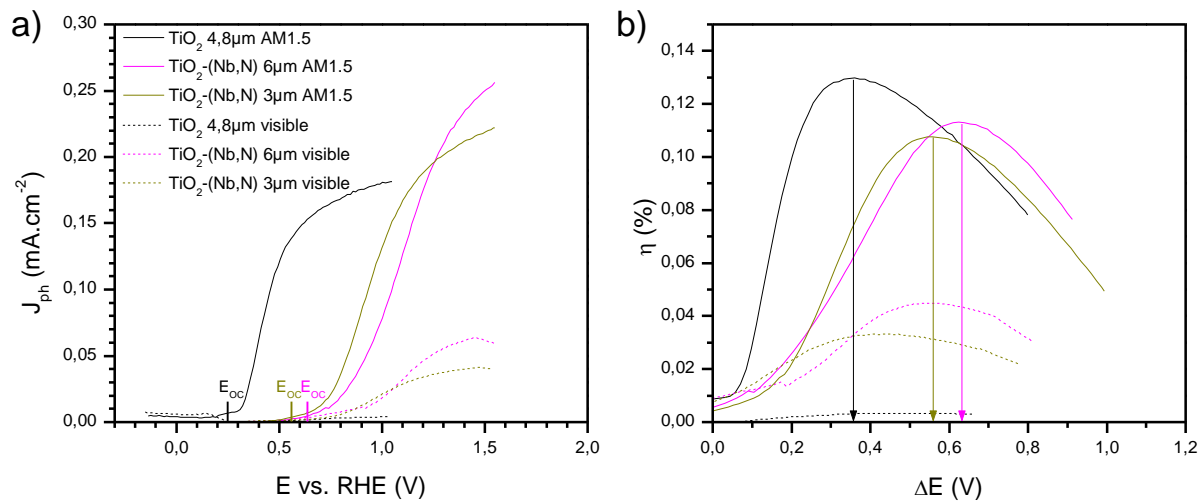 a)
0,30
0,25
0,20
0,15
0,10
0,05
0,00
J_ph (mA.cm⁻²)
TiO₂ 4,8µm AM1.5
TiO₂-(Nb,N) 6µm AM1.5
TiO₂-(Nb,N) 3µm AM1.5
TiO₂ 4,8µm visible
TiO₂-(Nb,N) 6µm visible
TiO₂-(Nb,N) 3µm visible
E_OC
E_OC
E_OC
0,0
0,5
1,0
1,5
2,0
E vs. RHE (V)
b)
0,14
0,12
0,10
0,08
0,06
0,04
0,02
0,00
η (%)
0,0
0,2
0,4
0,6
0,8
1,0
1,2
ΔE (V)